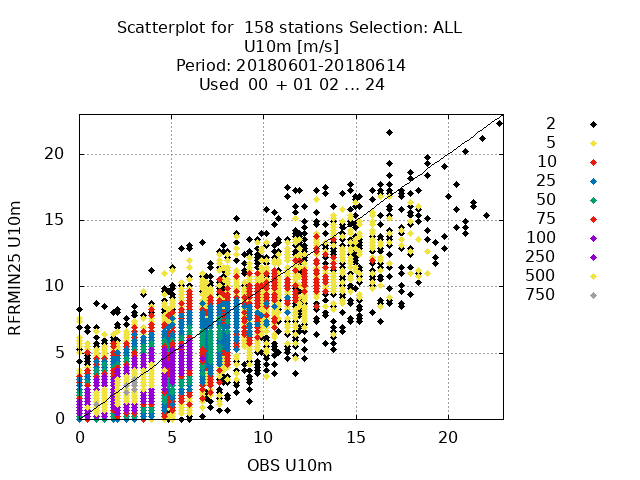 Scatterplot for  158 stations Selection: ALL
U10m [m/s]
Period: 20180601-20180614
Used  00 + 01 02 ... 24
RFRMIN25 U10m
20
15
10
5
0
0 5 10 15 20
OBS U10m
2
5
10
25
50
75
100
250
500
750